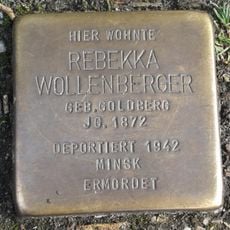 HIER WOHNTE
REBEKKA
WOLLENBERGER
GEB. GOLDBERG
JG. 1872
DEPORTIERT 1942
MINSK
ERMORDET